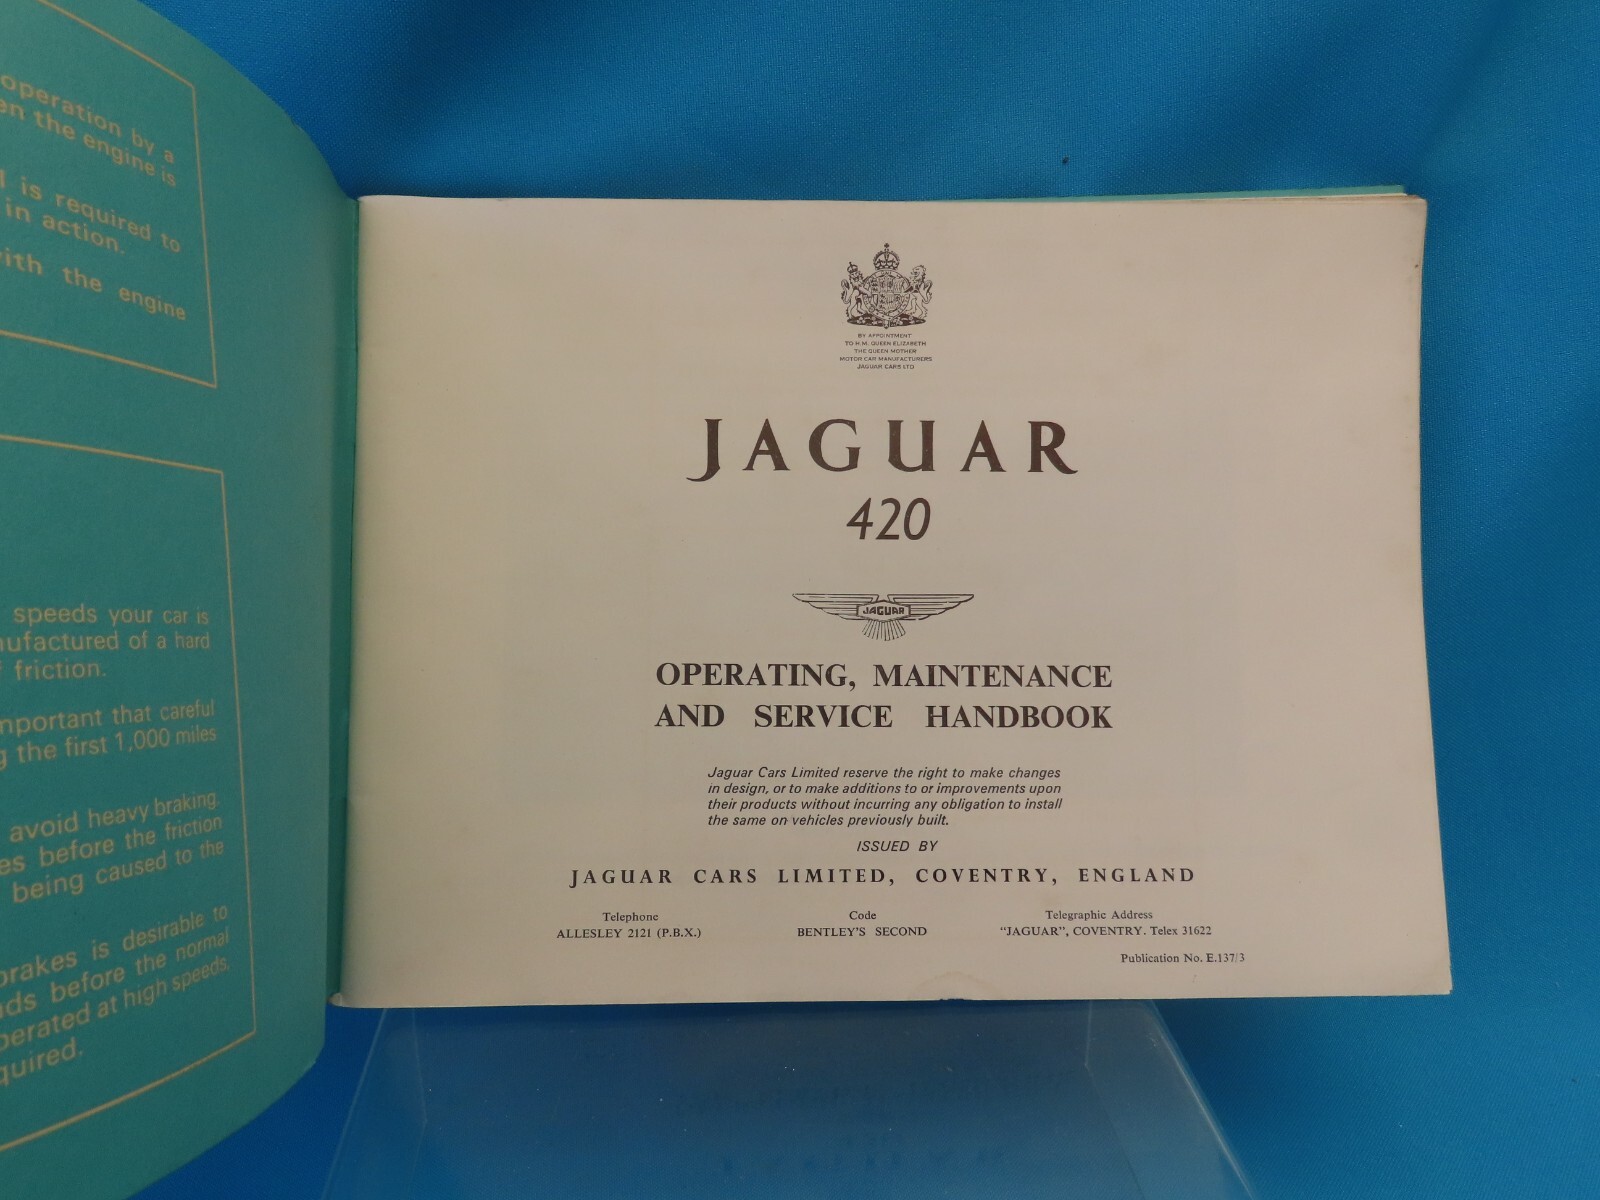 operation by a
en the engine is
l is required to
in action.
with the engine
speeds your car is
nufactured of a hard
friction.
mportant that careful
g the first 1,000 miles
avoid heavy braking.
es before the friction
being caused to the
brakes is desirable to
ds before the normal
perated at high speeds,
quired.
BY APPOINTMENT
TO H.M. QUEEN ELIZABETH
THE QUEEN MOTHER
MOTOR CAR MANUFACTURERS
JAGUAR CARS LTD
JAGUAR
420
JAGUAR
OPERATING, MAINTENANCE
AND SERVICE HANDBOOK
Jaguar Cars Limited reserve the right to make changes
in design, or to make additions to or improvements upon
their products without incurring any obligation to install
the same on vehicles previously built.
ISSUED BY
JAGUAR CARS LIMITED, COVENTRY, ENGLAND
Telephone Code Telegraphic Address
ALLESLEY 2121 (P.B.X.) BENTLEY'S SECOND "JAGUAR", COVENTRY. Telex 31622
Publication No. E.137/3